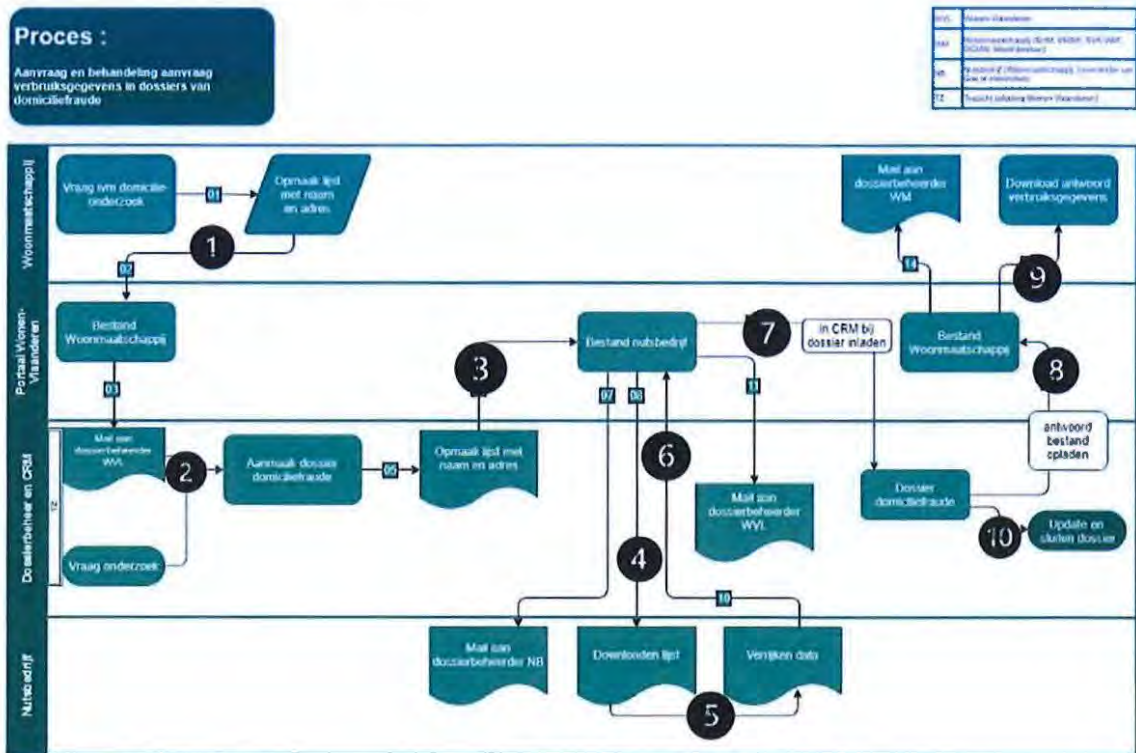 Proces :
Aanvraag en behandeling aanvraag
verbruiksgegevens in dossiers van
domiciliefraude
WVL
Wonen-Vlaanderen
WM
NB
TZ
Woonmaatschappij
Vraag ivm domicilie-
onderzoek
01
Opmaak lijst
met naam
en adres
Mail aan
dossierbeheerder
WM
Download antwoord
verbruiksgegevens
1
02
14
9
Portaal Wonen-
Vlaanderen
Bestand
Woonmaatschappij
03
3
Bestand nutsbedrijf
7
in CRM bij
dossier inladen
Bestand
Woonmaatschappij
8
07
08
11
Dossierbeheer en CRM
TZ
Mail aan
dossierbeheerder
WVL
2
Aanmaak dossier
domiciliefraude
05
Opmaak lijst met
naam en adres
6
antwoord
bestand
opladen
Mail aan
dossierbeheerder
WVL
Dossier
domiciliefraude
10
Update en
sluiten dossier
Vraag onderzoek
4
10
Nutsbedrijf
Mail aan
dossierbeheerder NB
Downloaden lijst
Verrijken data
5